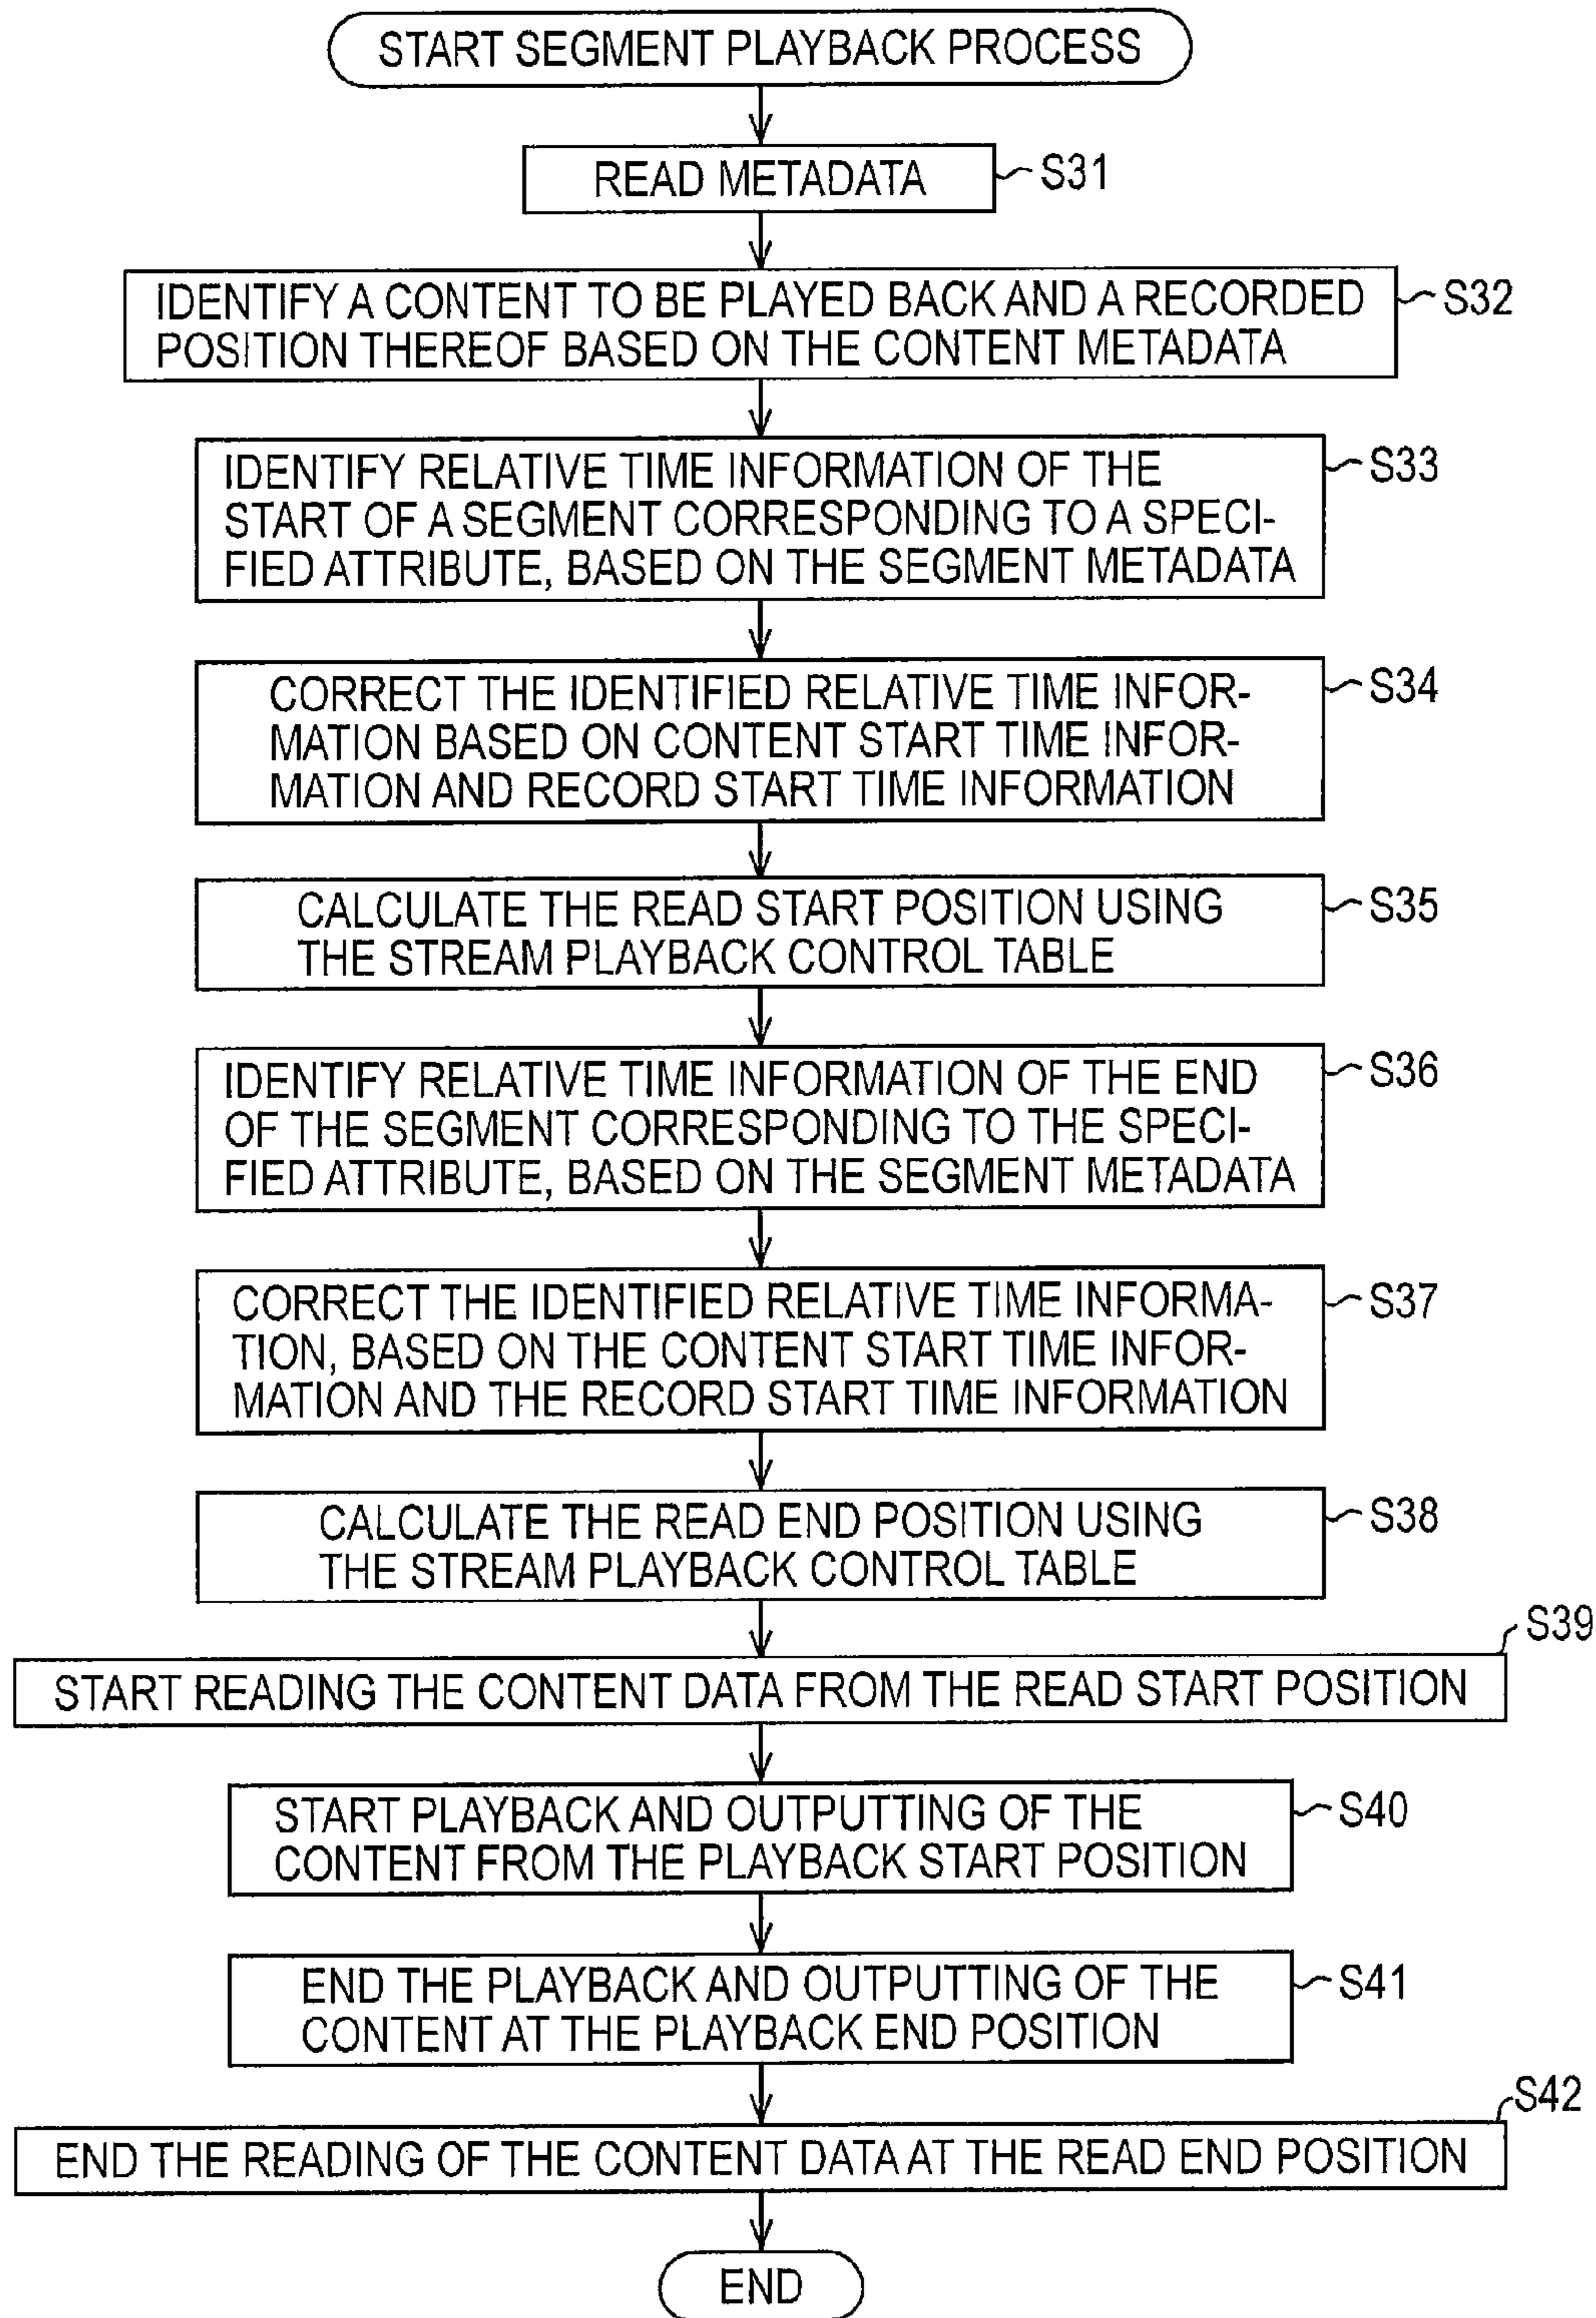 START SEGMENT PLAYBACK PROCESS
READ METADATA
S31
IDENTIFY A CONTENT TO BE PLAYED BACK AND A RECORDED
POSITION THEREOF BASED ON THE CONTENT METADATA
S32
IDENTIFY RELATIVE TIME INFORMATION OF THE
START OF A SEGMENT CORRESPONDING TO A SPECI-
FIED ATTRIBUTE, BASED ON THE SEGMENT METADATA
S33
CORRECT THE IDENTIFIED RELATIVE TIME INFOR-
MATION BASED ON CONTENT START TIME INFOR-
MATION AND RECORD START TIME INFORMATION
S34
CALCULATE THE READ START POSITION USING
THE STREAM PLAYBACK CONTROL TABLE
S35
IDENTIFY RELATIVE TIME INFORMATION OF THE END
OF THE SEGMENT CORRESPONDING TO THE SPECI-
FIED ATTRIBUTE, BASED ON THE SEGMENT METADATA
S36
CORRECT THE IDENTIFIED RELATIVE TIME INFORMA-
TION, BASED ON THE CONTENT START TIME INFOR-
MATION AND THE RECORD START TIME INFORMATION
S37
CALCULATE THE READ END POSITION USING
THE STREAM PLAYBACK CONTROL TABLE
S38
S39
START READING THE CONTENT DATA FROM THE READ START POSITION
START PLAYBACK AND OUTPUTTING OF THE
CONTENT FROM THE PLAYBACK START POSITION
S40
END THE PLAYBACK AND OUTPUTTING OF THE
CONTENT AT THE PLAYBACK END POSITION
S41
S42
END THE READING OF THE CONTENT DATA AT THE READ END POSITION
END